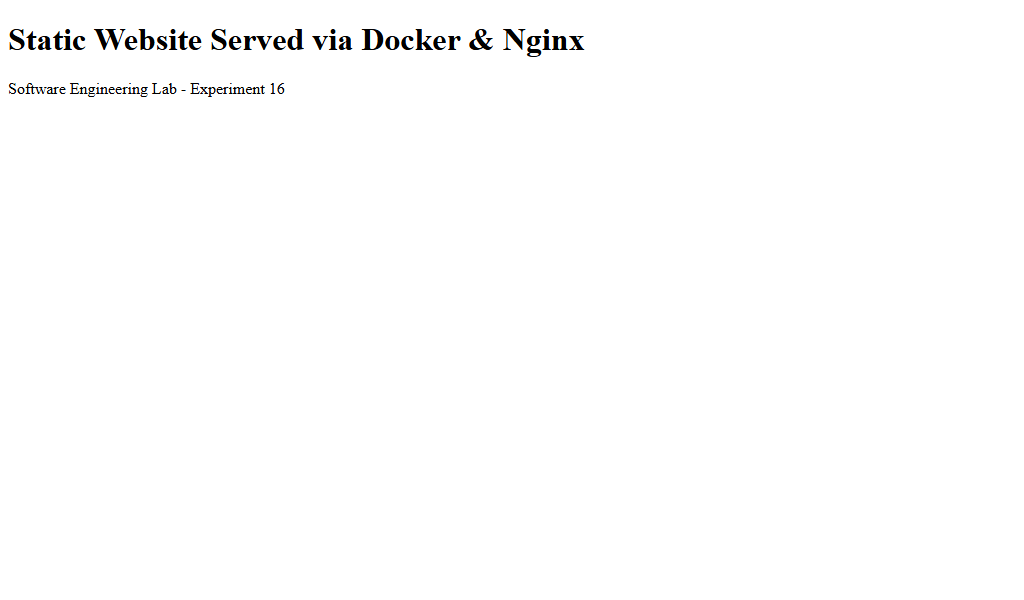 Static Website Served via Docker & Nginx
Software Engineering Lab - Experiment 16